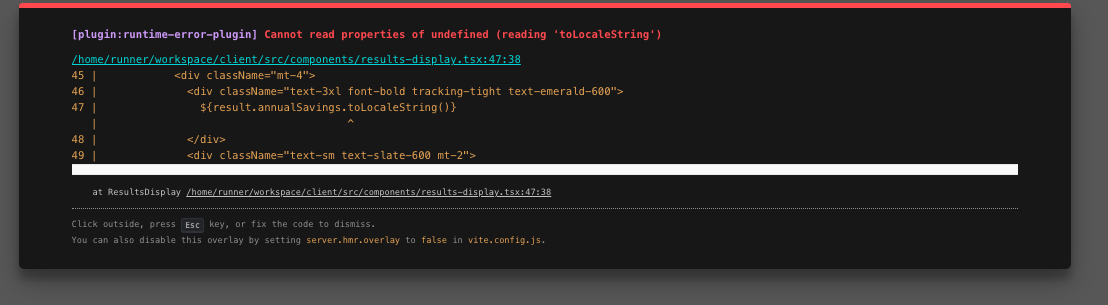 [plugin:runtime-error-plugin] Cannot read properties of undefined (reading 'toLocaleString')
/home/runner/workspace/client/src/components/results-display.tsx:47:38
45 |            <div className="mt-4">
46 |              <div className="text-3xl font-bold tracking-tight text-emerald-600">
47 |                ${result.annualSavings.toLocaleString()}
   |                                      ^
48 |              </div>
49 |              <div className="text-sm text-slate-600 mt-2">
at ResultsDisplay /home/runner/workspace/client/src/components/results-display.tsx:47:38
Click outside, press Esc key, or fix the code to dismiss.
You can also disable this overlay by setting server.hmr.overlay to false in vite.config.js.